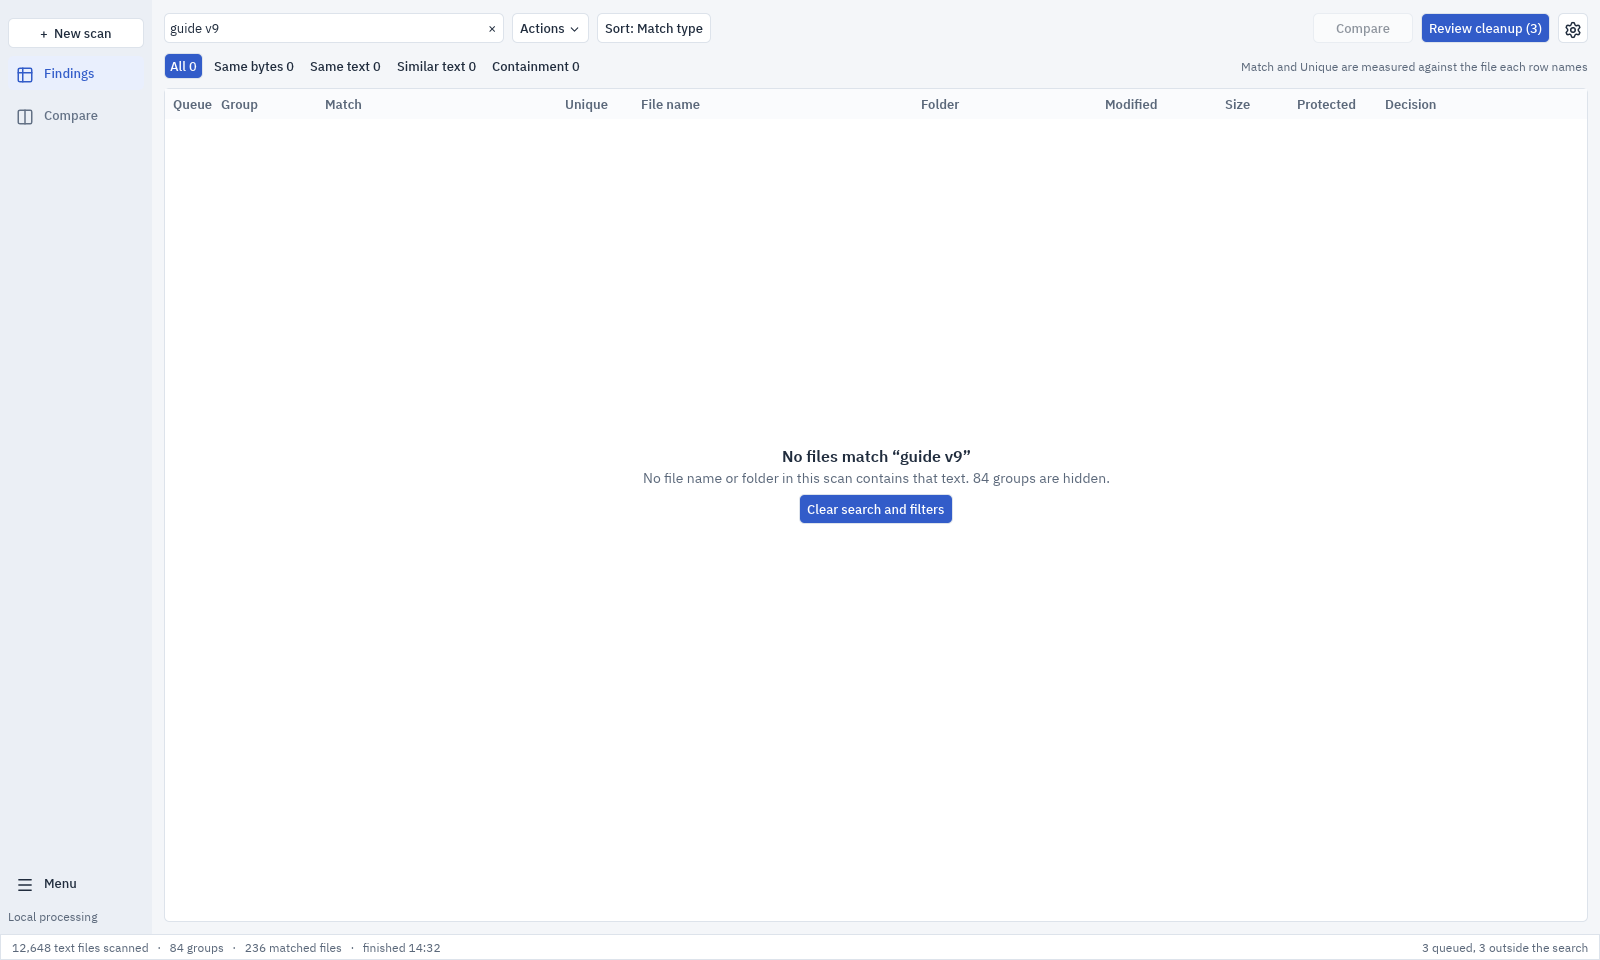 + New scan
Findings
Compare
Menu
Local processing
guide v9 ×
Actions
Sort: Match type
Compare
Review cleanup (3)
All 0
Same bytes 0
Same text 0
Similar text 0
Containment 0
Match and Unique are measured against the file each row names
Queue Group Match Unique File name Folder Modified Size Protected Decision
No files match “guide v9”
No file name or folder in this scan contains that text. 84 groups are hidden.
Clear search and filters
12,648 text files scanned · 84 groups · 236 matched files · finished 14:32
3 queued, 3 outside the search